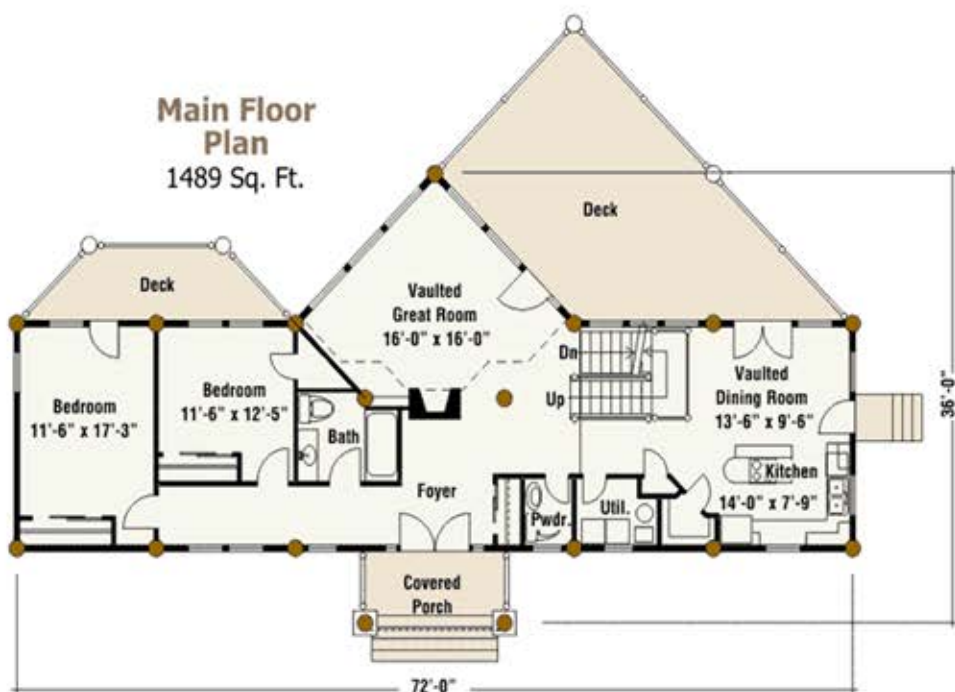 Main Floor
Plan
1489 Sq. Ft.
Deck
Deck
Vaulted
Great Room
16'-0" x 16'-0"
Dn
Up
Bedroom
11'-6" x 12'-5"
Bedroom
11'-6" x 17'-3"
Bath
Vaulted
Dining Room
13'-6" x 9'-6"
Kitchen
14'-0" x 7'-9"
Foyer
Pwdr.
Util.
Covered
Porch
36'-0"
72'-0"